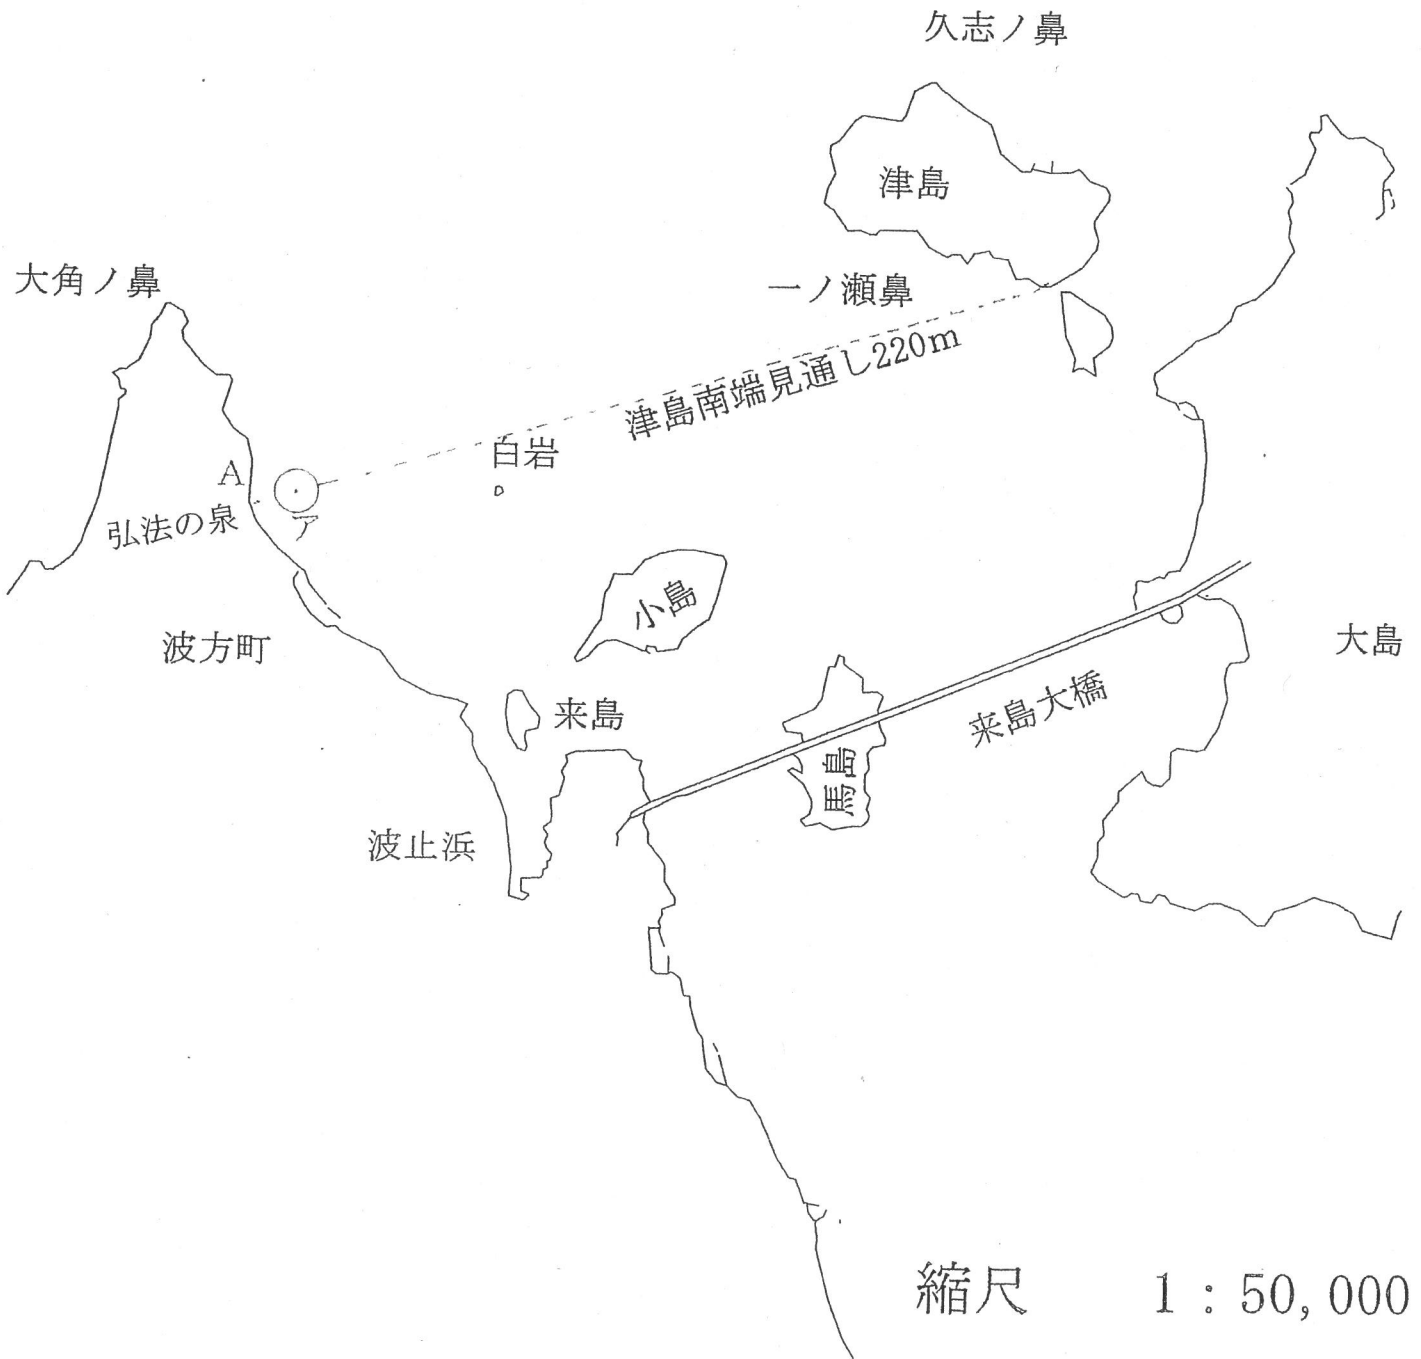 久志ノ鼻
津島
大角ノ鼻
一ノ瀬鼻
津島南端見通し220m
白岩
A
弘法の泉
ア
小島
波方町
大島
来島
来島大橋
馬島
波止浜
縮尺 1:50,000